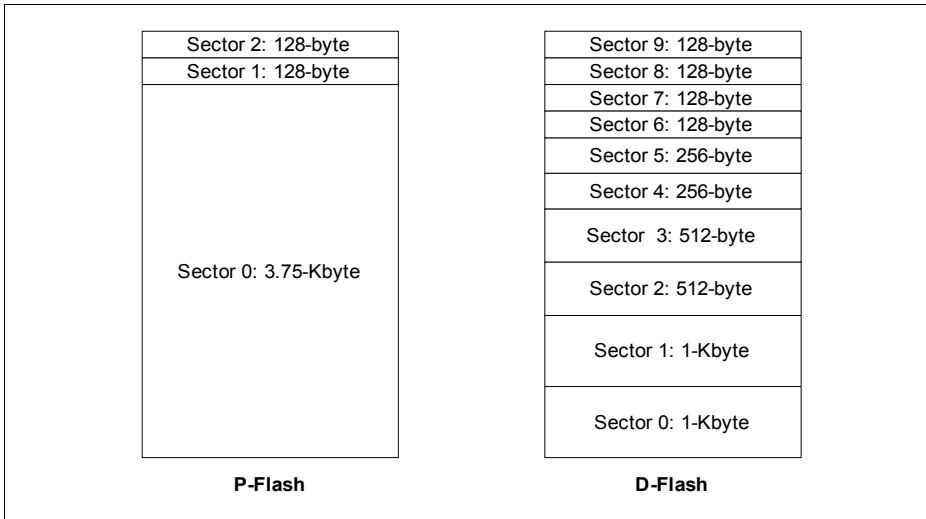 Sector 2: 128-byte
Sector 1: 128-byte
Sector 0: 3.75-Kbyte
P-Flash
Sector 9: 128-byte
Sector 8: 128-byte
Sector 7: 128-byte
Sector 6: 128-byte
Sector 5: 256-byte
Sector 4: 256-byte
Sector 3: 512-byte
Sector 2: 512-byte
Sector 1: 1-Kbyte
Sector 0: 1-Kbyte
D-Flash